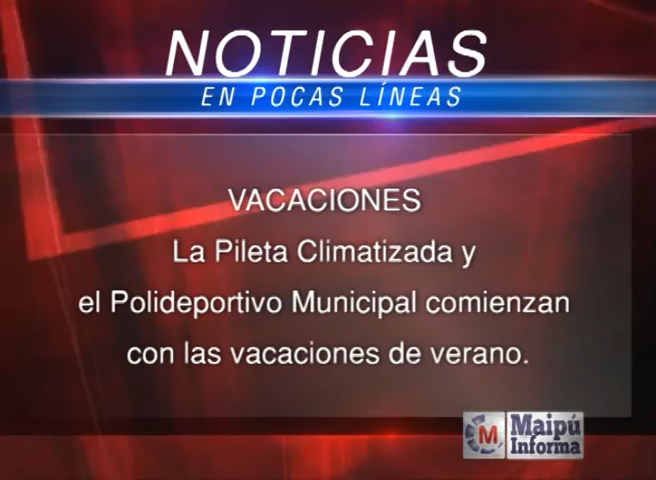 NOTICIAS
EN POCAS LÍNEAS
VACACIONES
La Pileta Climatizada y
el Polideportivo Municipal comienzan
con las vacaciones de verano.
M Maipú
Informa